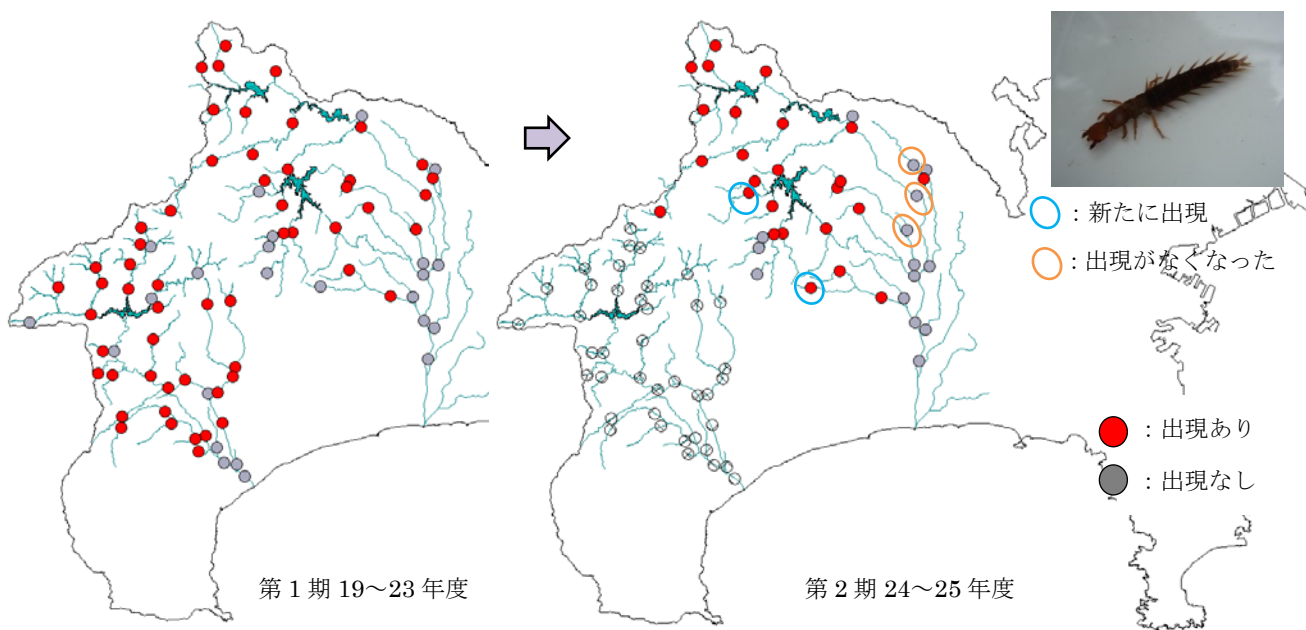 ：新たに出現
：出現がなくなった
：出現あり
：出現なし
第 1 期 19～23 年度
第 2 期 24～25 年度